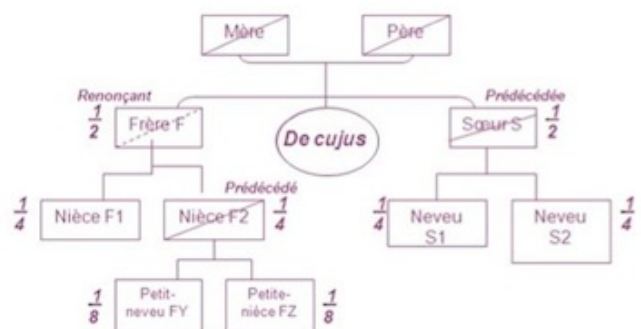 Mère
Père
Renonçant
Prédécédée
1/2
Frère F
De cujus
Sœur S
1/2
Prédécédé
1/4
Nièce F1
Nièce F2
1/4
1/4
Neveu
S1
Neveu
S2
1/4
1/8
Petit-
neveu FY
Petite-
nièce FZ
1/8